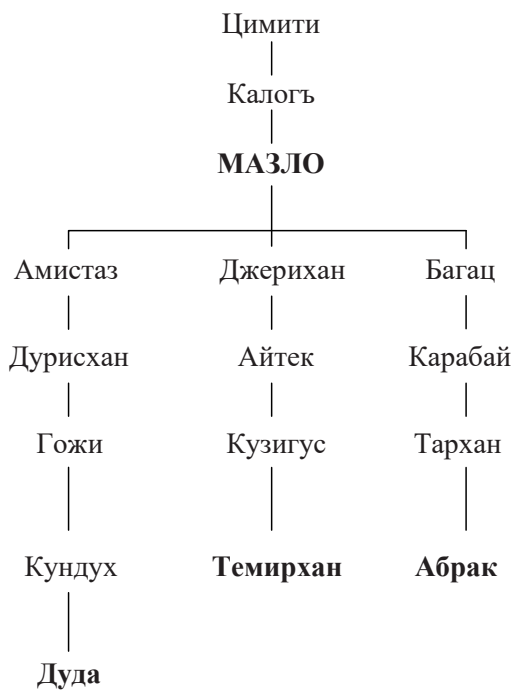 Цимити
Калогъ
МАЗЛО
Амистаз Джерихан Багац
Дурисхан Айтек Карабай
Гожи Кузигус Тархан
Кундух Темирхан Абрак
Дуда